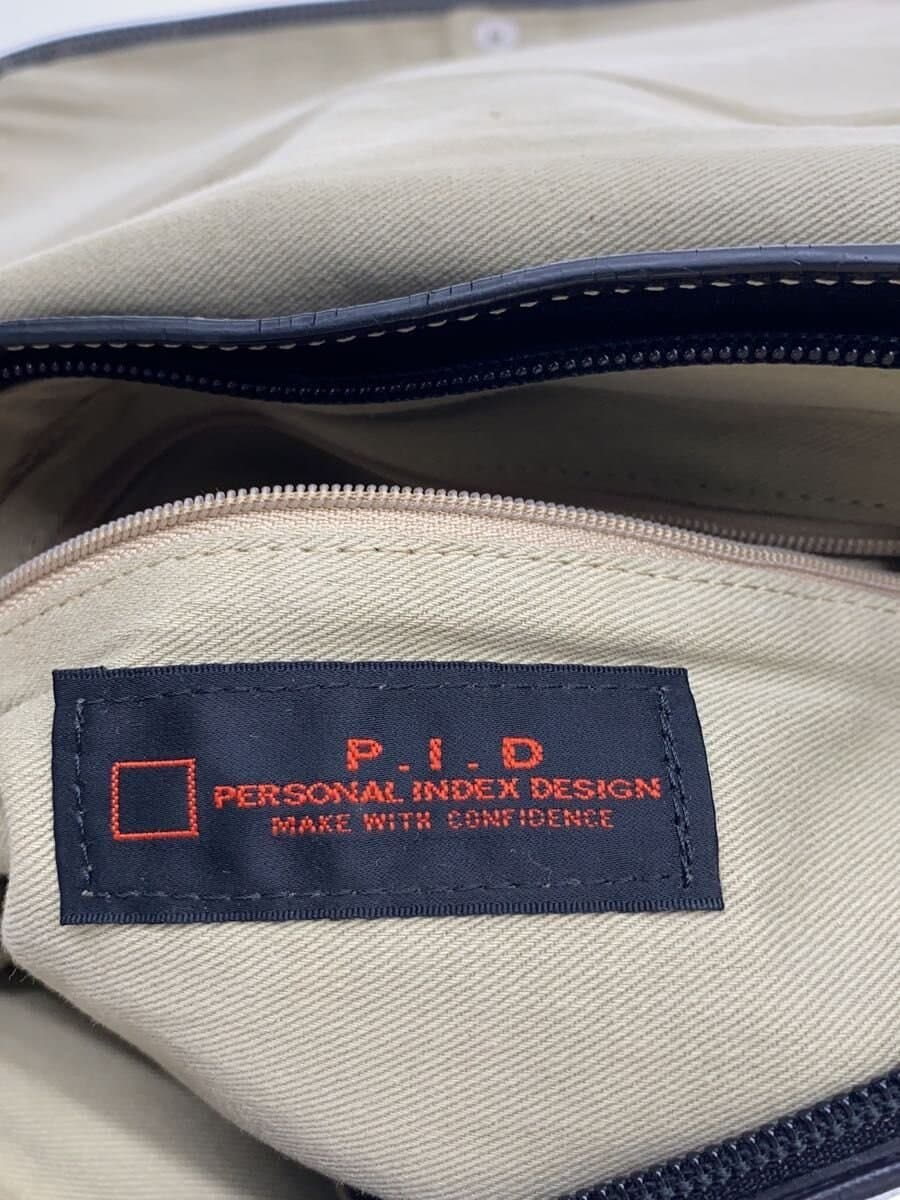 P.I.D
PERSONAL INDEX DESIGN
MAKE WITH CONFIDENCE